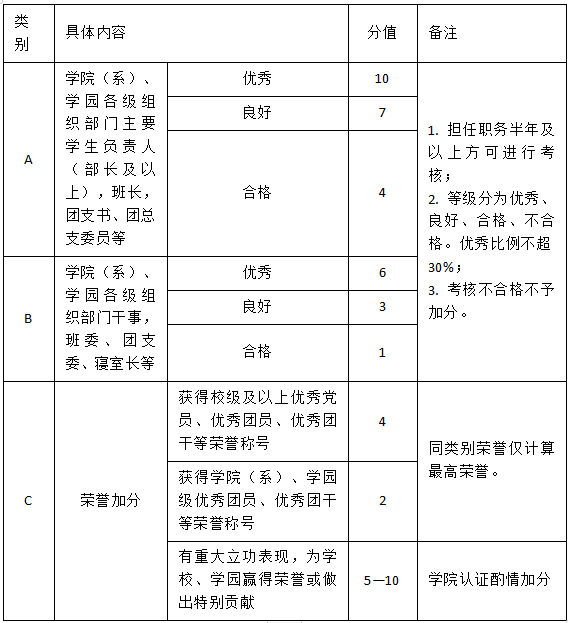 类
别
具体内容
分值
备注
A
学院（系）、
学园各级组
织部门主要
学生负责人
（部长及以
上），班长，
团支书、团总
支委员等
优秀
10
良好
7
合格
4
1. 担任职务半年及
以上方可进行考
核；
2. 等级分为优秀、
良好、合格、不合
格。优秀比例不超
30%；
3. 考核不合格不予
加分。
B
学院（系）、
学园各级组
织部门干事，
班委、团支
委、寝室长等
优秀
6
良好
3
合格
1
C
荣誉加分
获得校级及以上优秀党
员、优秀团员、优秀团
干等荣誉称号
4
同类别荣誉仅计算
最高荣誉。
获得学院（系）、学园
级优秀团员、优秀团干
等荣誉称号
2
有重大立功表现，为学
校、学园赢得荣誉或做
出特别贡献
5—10
学院认证酌情加分